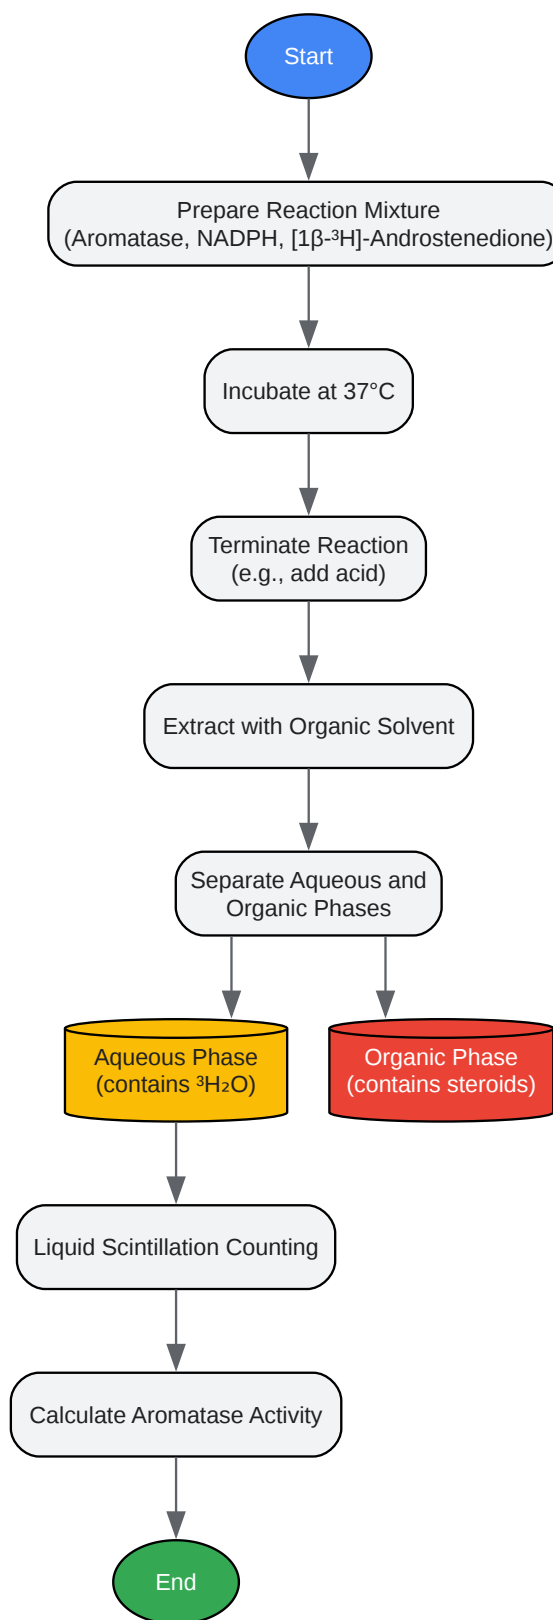 Start
Prepare Reaction Mixture
(Aromatase, NADPH, [1β-³H]-Androstenedione)
Incubate at 37°C
Terminate Reaction
(e.g., add acid)
Extract with Organic Solvent
Separate Aqueous and
Organic Phases
Aqueous Phase
(contains ³H₂O)
Organic Phase
(contains steroids)
Liquid Scintillation Counting
Calculate Aromatase Activity
End